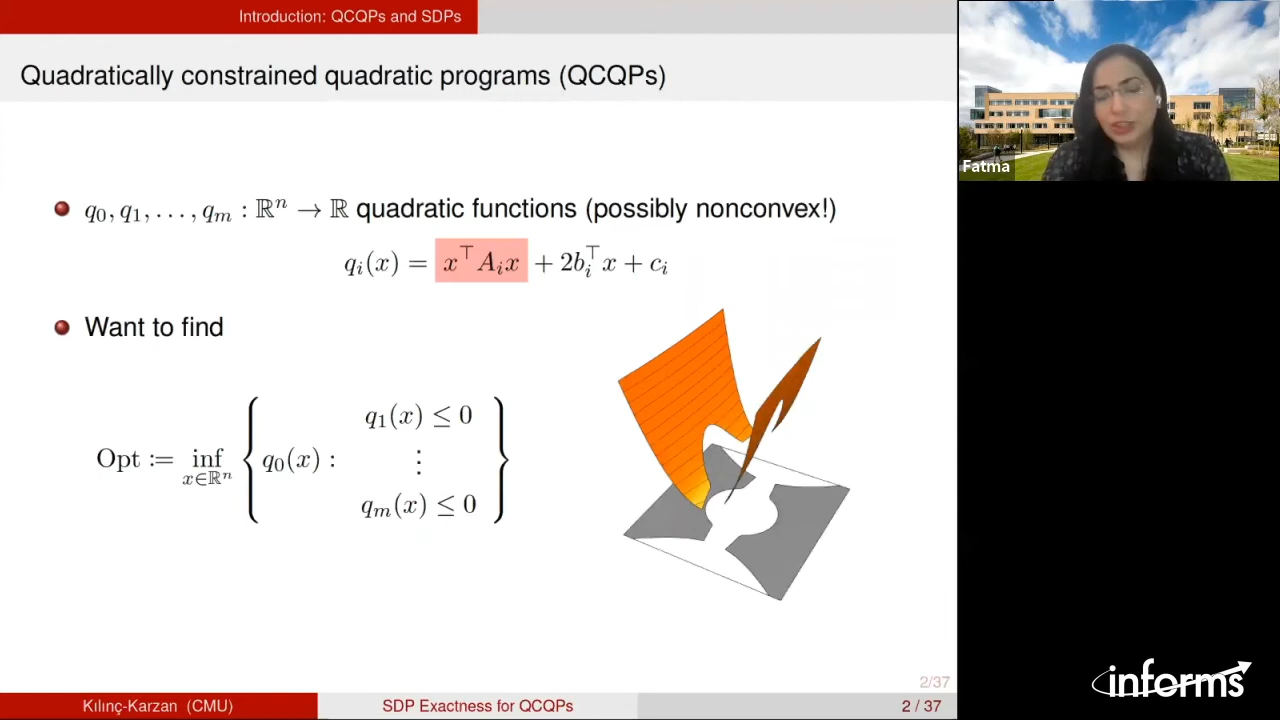 Introduction: QCQPs and SDPs
Quadratically constrained quadratic programs (QCQPs)
q₀, q₁, . . . , qₘ : ℝⁿ → ℝ quadratic functions (possibly nonconvex!)
qᵢ(x) = x⊤Aᵢx + 2bᵢ⊤x + cᵢ
Want to find
q₁(x) ≤ 0
Opt := inf x∈ℝⁿ { q₀(x) : ⋮ }
qₘ(x) ≤ 0
2/37
Kılınç-Karzan (CMU)
SDP Exactness for QCQPs
2 / 37
Fatma
informs